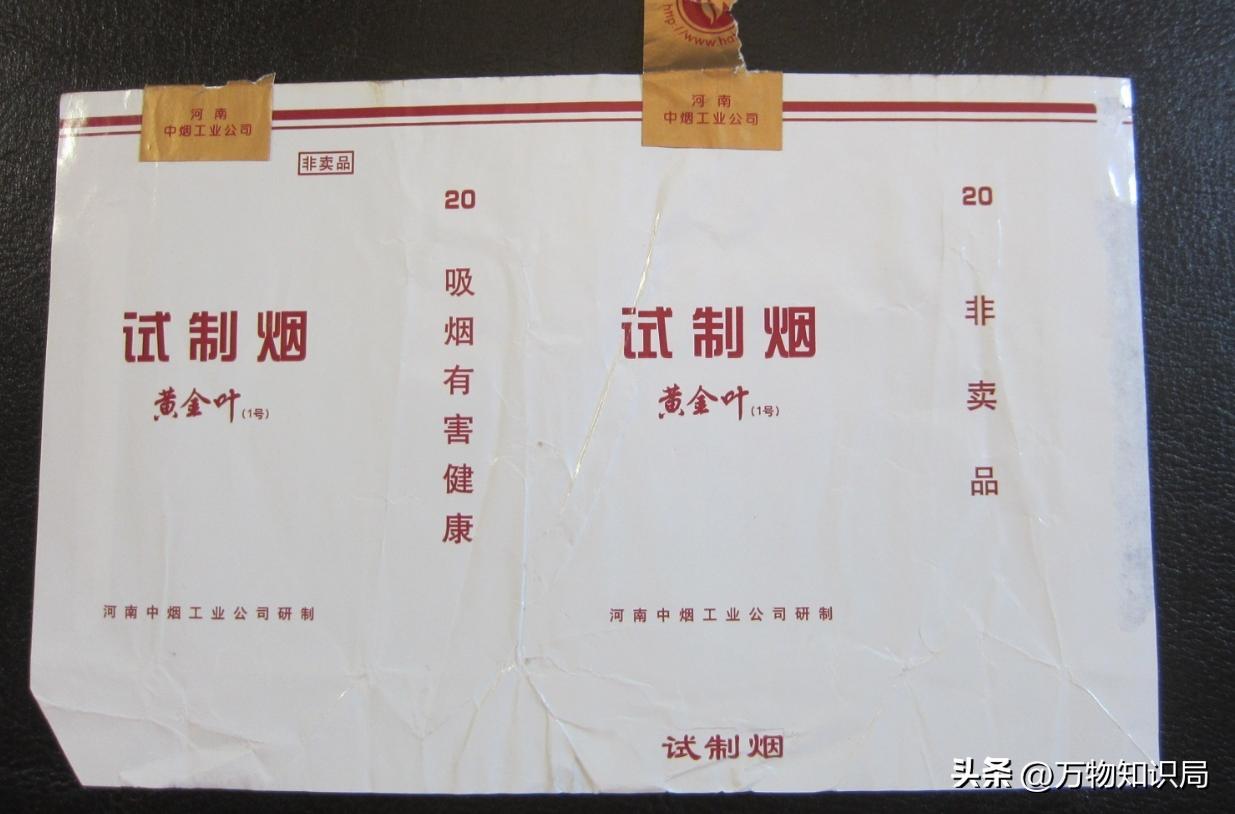 http://www.ha
河南
中烟工业公司
非卖品
20
吸烟有害健康
试制烟
黄金叶(1号)
河南中烟工业公司研制
河南
中烟工业公司
20
非卖品
试制烟
黄金叶(1号)
河南中烟工业公司研制
试制烟
头条 @万物知识局